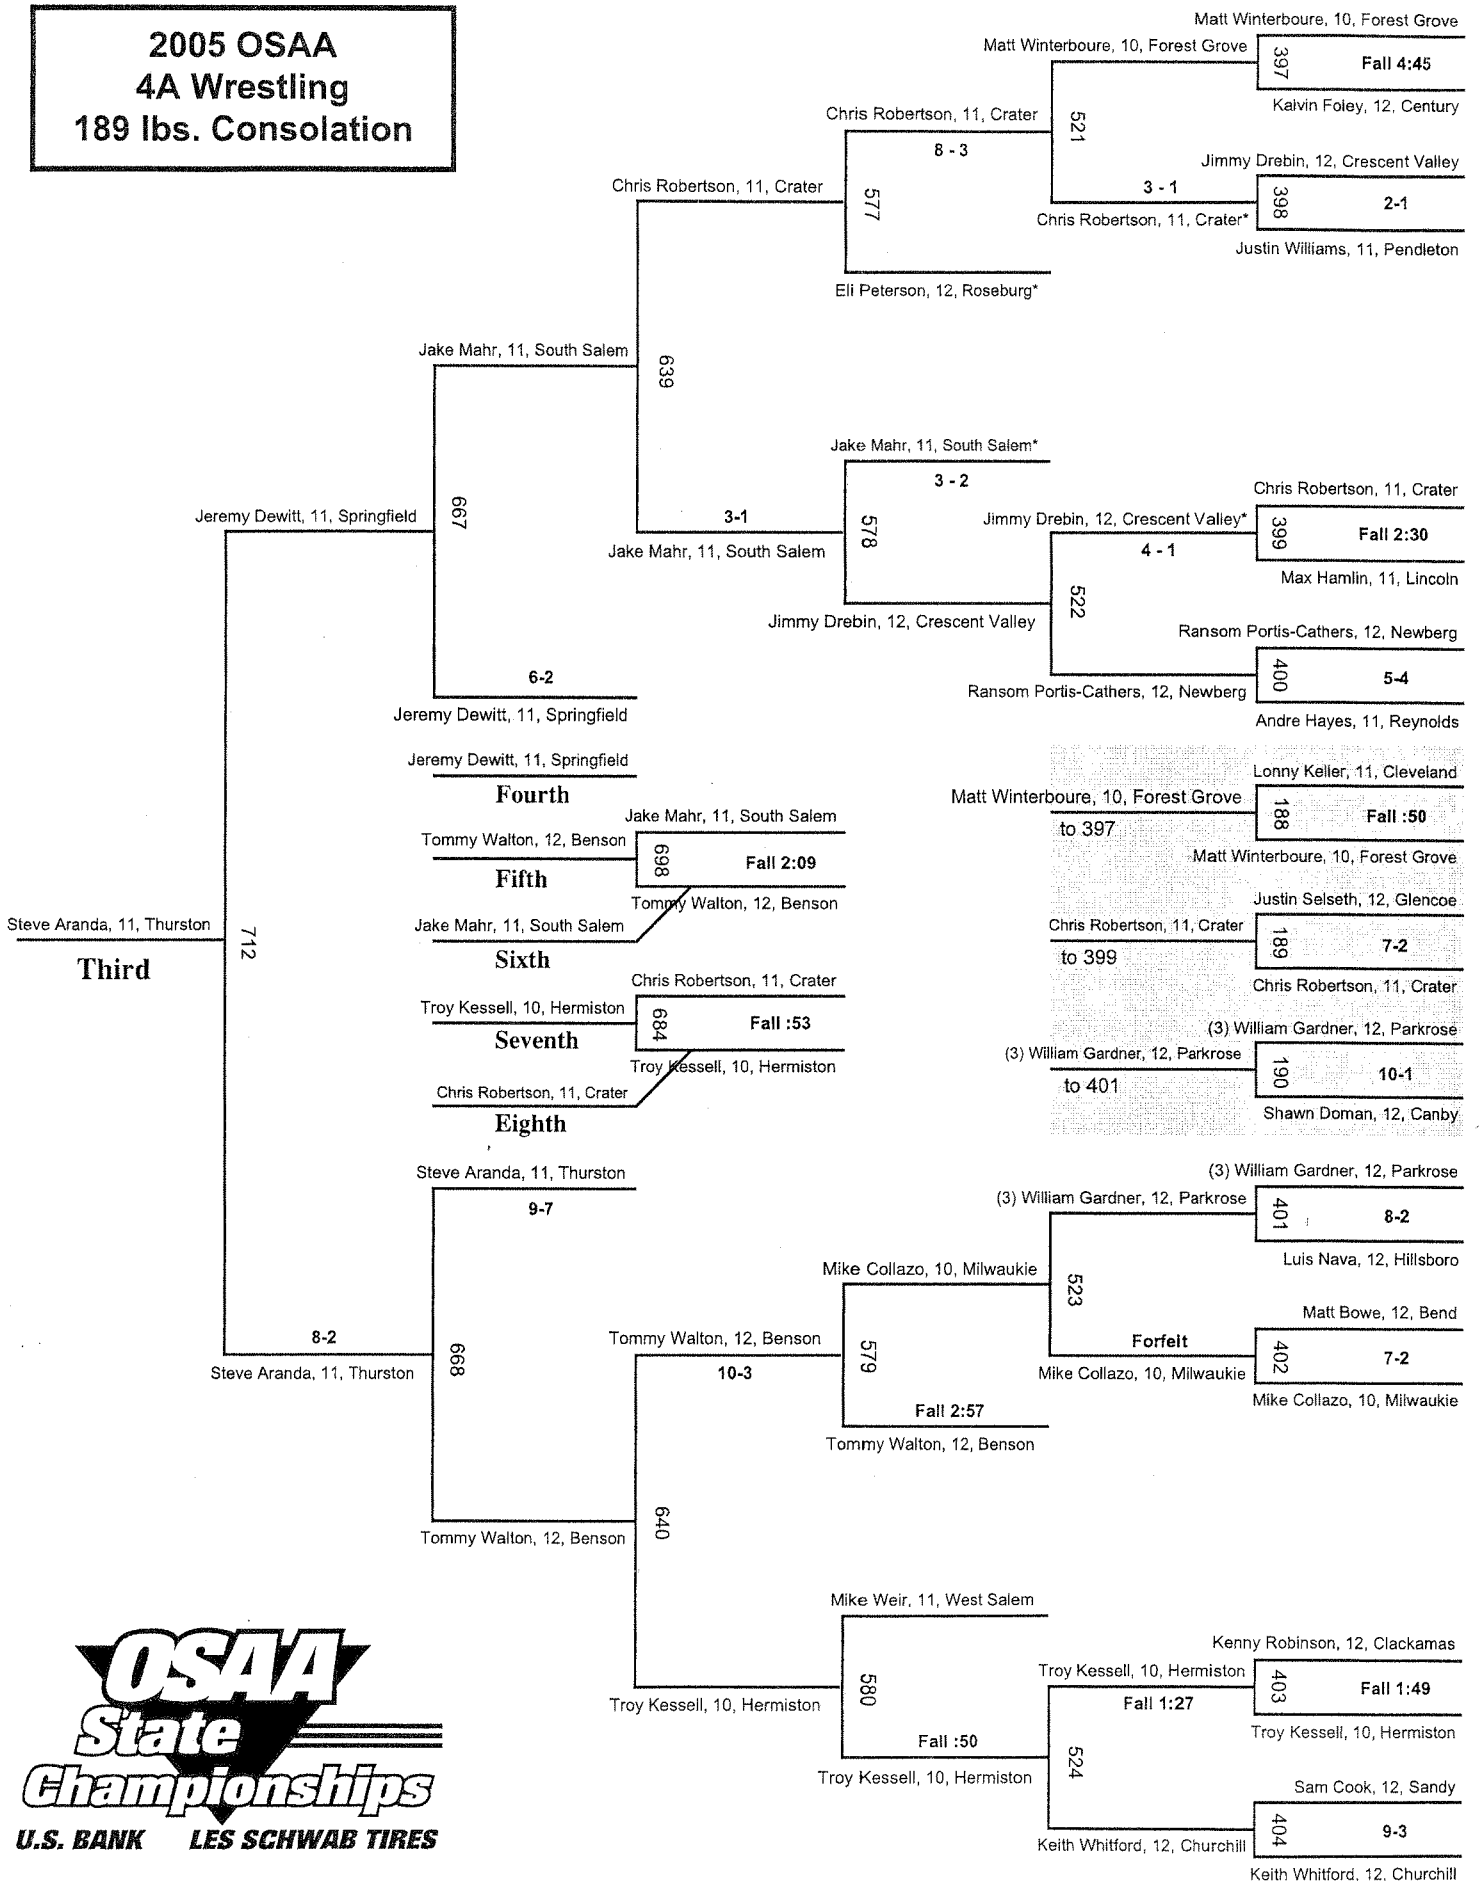 2005 OSAA
4A Wrestling
189 lbs. Consolation
Matt Winterboure, 10, Forest Grove
Matt Winterboure, 10, Forest Grove
397
Fall 4:45
Kalvin Foley, 12, Century
Chris Robertson, 11, Crater
8 - 3
521
Jimmy Drebin, 12, Crescent Valley
3 - 1
398
2-1
Chris Robertson, 11, Crater*
Justin Williams, 11, Pendleton
Chris Robertson, 11, Crater
577
Eli Peterson, 12, Roseburg*
Jake Mahr, 11, South Salem
639
Jake Mahr, 11, South Salem*
3 - 2
Chris Robertson, 11, Crater
Jimmy Drebin, 12, Crescent Valley*
4 - 1
399
Fall 2:30
Max Hamlin, 11, Lincoln
Jeremy Dewitt, 11, Springfield
667
3-1
Jake Mahr, 11, South Salem
578
522
Jimmy Drebin, 12, Crescent Valley
Ransom Portis-Cathers, 12, Newberg
400
5-4
Ransom Portis-Cathers, 12, Newberg
Andre Hayes, 11, Reynolds
6-2
Jeremy Dewitt, 11, Springfield
Jeremy Dewitt, 11, Springfield
Fourth
Lonny Keller, 11, Cleveland
Matt Winterboure, 10, Forest Grove
to 397
188
Fall :50
Matt Winterboure, 10, Forest Grove
Jake Mahr, 11, South Salem
Tommy Walton, 12, Benson
Fifth
698
Fall 2:09
Tommy Walton, 12, Benson
Jake Mahr, 11, South Salem
Sixth
Justin Selseth, 12, Glencoe
Chris Robertson, 11, Crater
to 399
189
7-2
Chris Robertson, 11, Crater
Steve Aranda, 11, Thurston
Third
712
Chris Robertson, 11, Crater
Troy Kessell, 10, Hermiston
Seventh
684
Fall :53
Troy Kessell, 10, Hermiston
Chris Robertson, 11, Crater
Eighth
(3) William Gardner, 12, Parkrose
(3) William Gardner, 12, Parkrose
to 401
190
10-1
Shawn Doman, 12, Canby
Steve Aranda, 11, Thurston
9-7
(3) William Gardner, 12, Parkrose
(3) William Gardner, 12, Parkrose
401
8-2
Luis Nava, 12, Hillsboro
Mike Collazo, 10, Milwaukie
523
Matt Bowe, 12, Bend
Forfeit
402
7-2
Mike Collazo, 10, Milwaukie
Mike Collazo, 10, Milwaukie
8-2
Steve Aranda, 11, Thurston
668
Tommy Walton, 12, Benson
10-3
579
Fall 2:57
Tommy Walton, 12, Benson
Tommy Walton, 12, Benson
640
Mike Weir, 11, West Salem
Troy Kessell, 10, Hermiston
580
Kenny Robinson, 12, Clackamas
Troy Kessell, 10, Hermiston
Fall 1:27
403
Fall 1:49
Troy Kessell, 10, Hermiston
Fall :50
Troy Kessell, 10, Hermiston
524
Sam Cook, 12, Sandy
404
9-3
Keith Whitford, 12, Churchill
Keith Whitford, 12, Churchill
OSAA
State
Championships
U.S. BANK LES SCHWAB TIRES